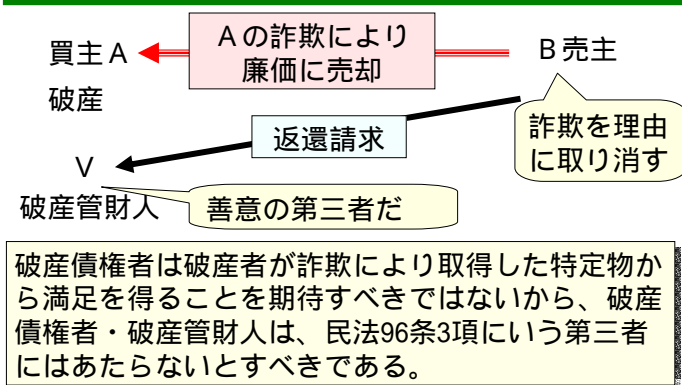 買主A
Aの詐欺により
廉価に売却
B売主
破産
詐欺を理由
に取り消す
返還請求
V
破産管財人
善意の第三者だ
破産債権者は破産者が詐欺により取得した特定物か
ら満足を得ることを期待すべきではないから、破産
債権者・破産管財人は、民法96条3項にいう第三者
にはあたらないとすべきである。